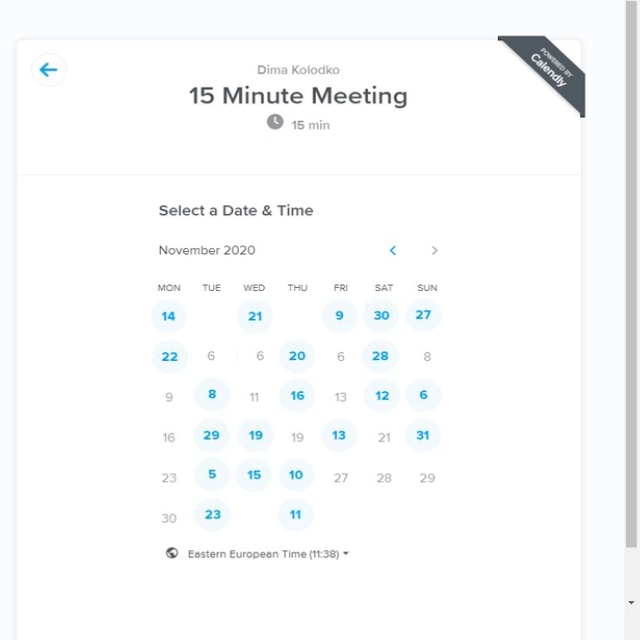 POWERED BY
Calendly
Dima Kolodko
15 Minute Meeting
15 min
Select a Date & Time
November 2020
MON TUE WED THU FRI SAT SUN
14 21 9 30 27
22 6 6 20 6 28 8
9 8 11 16 13 12 6
16 29 19 19 13 21 31
23 5 15 10 27 28 29
30 23 11
Eastern European Time (11:38)